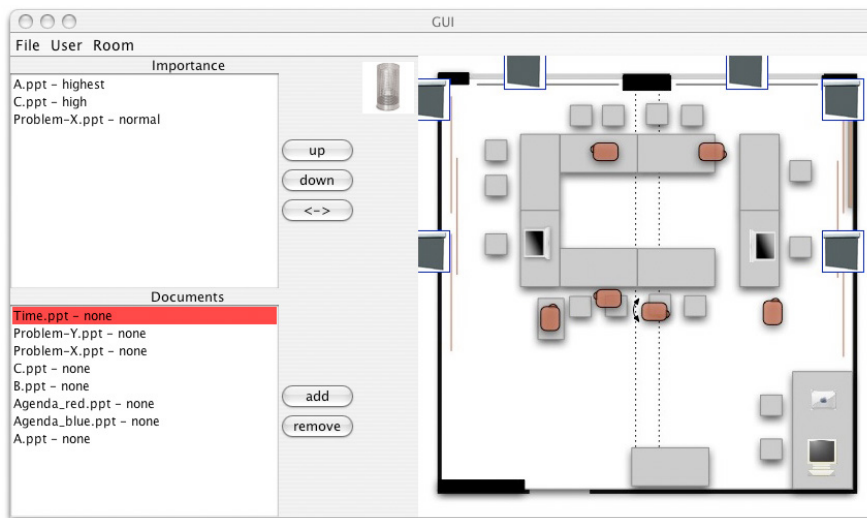 GUI
File User Room
Importance
A.ppt - highest
C.ppt - high
Problem-X.ppt - normal
up
down
<->
Documents
Time.ppt - none
Problem-Y.ppt - none
Problem-X.ppt - none
C.ppt - none
B.ppt - none
Agenda_red.ppt - none
Agenda_blue.ppt - none
A.ppt - none
add
remove